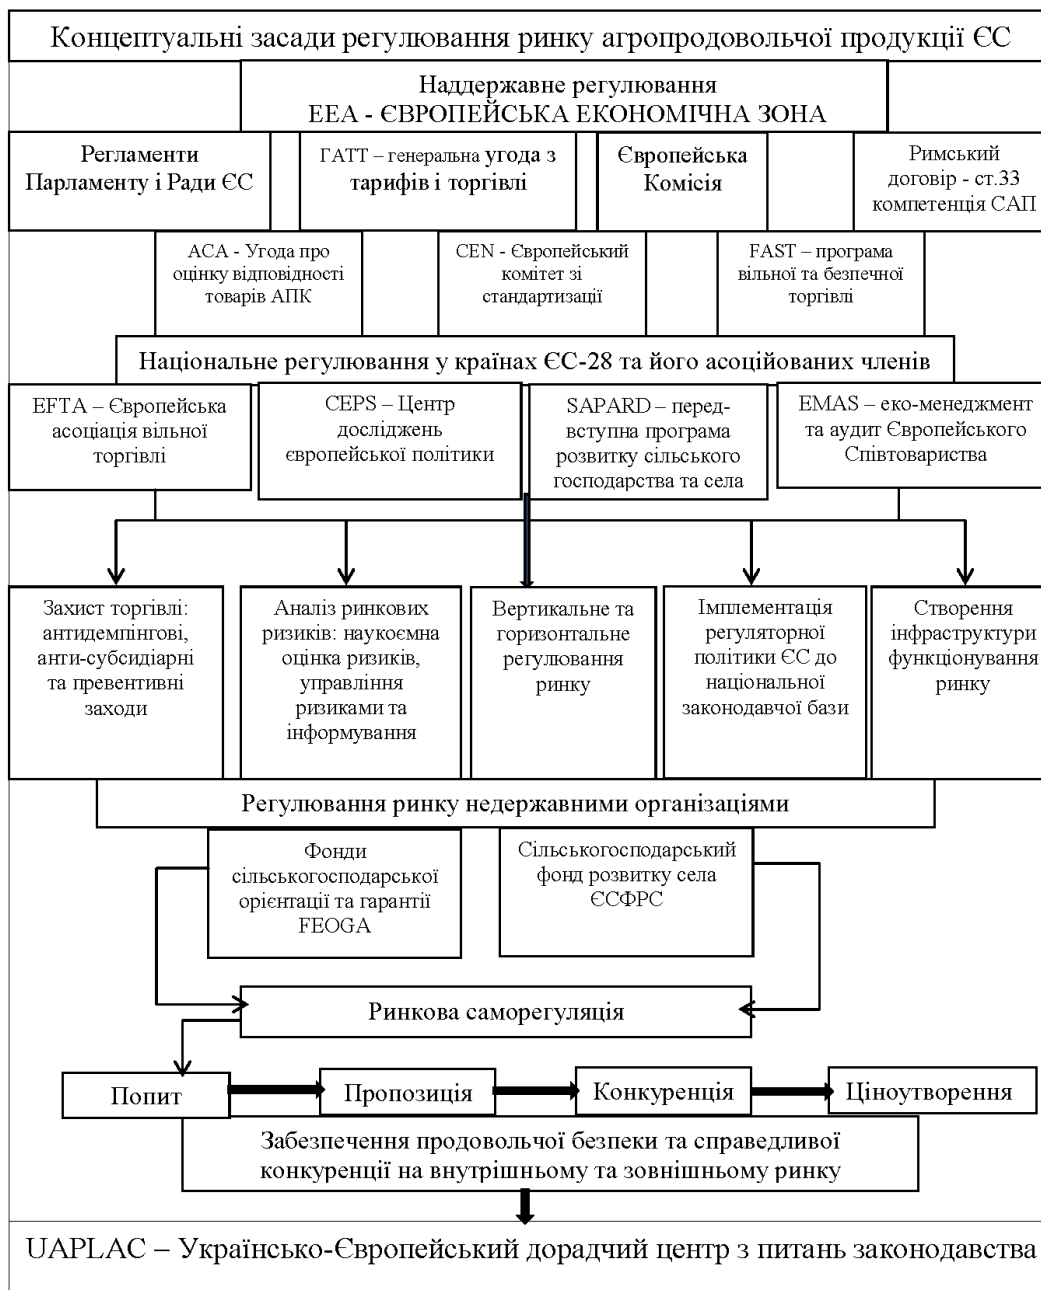 Концептуальні засади регулювання ринку агропродовольчої продукції ЄС
Наддержавне регулювання
ЕЕА - ЄВРОПЕЙСЬКА ЕКОНОМІЧНА ЗОНА
Регламенти
Парламенту і Ради ЄС
ГАТТ – генеральна угода з
тарифів і торгівлі
Європейська
Комісія
Римський
договір - ст.33
компетенція САП
АСА - Угода про
оцінку відповідності
товарів АПК
CEN - Європейський
комітет зі
стандартизації
FAST – програма
вільної та безпечної
торгівлі
Національне регулювання у країнах ЄС-28 та його асоційованих членів
EFTA – Європейська
асоціація вільної
торгівлі
CEPS – Центр
досліджень
європейської політики
SAPARD – перед-
вступна програма
розвитку сільського
господарства та села
EMAS – еко-менеджмент
та аудит Європейського
Співтовариства
Захист торгівлі:
антидемпінгові,
анти-субсидіарні
та превентивні
заходи
Аналіз ринкових
ризиків: наукоємна
оцінка ризиків,
управління
ризиками та
інформування
Вертикальне та
горизонтальне
регулювання
ринку
Імплементація
регуляторної
політики ЄС до
національної
законодавчої бази
Створення
інфраструктури
функціонування
ринку
Регулювання ринку недержавними організаціями
Фонди
сільськогосподарської
орієнтації та гарантії
FEOGA
Сільськогосподарський
фонд розвитку села
ЄСФРС
Ринкова саморегуляція
Попит
Пропозиція
Конкуренція
Ціноутворення
Забезпечення продовольчої безпеки та справедливої
конкуренції на внутрішньому та зовнішньому ринку
UAPLAC – Українсько-Європейський дорадчий центр з питань законодавства